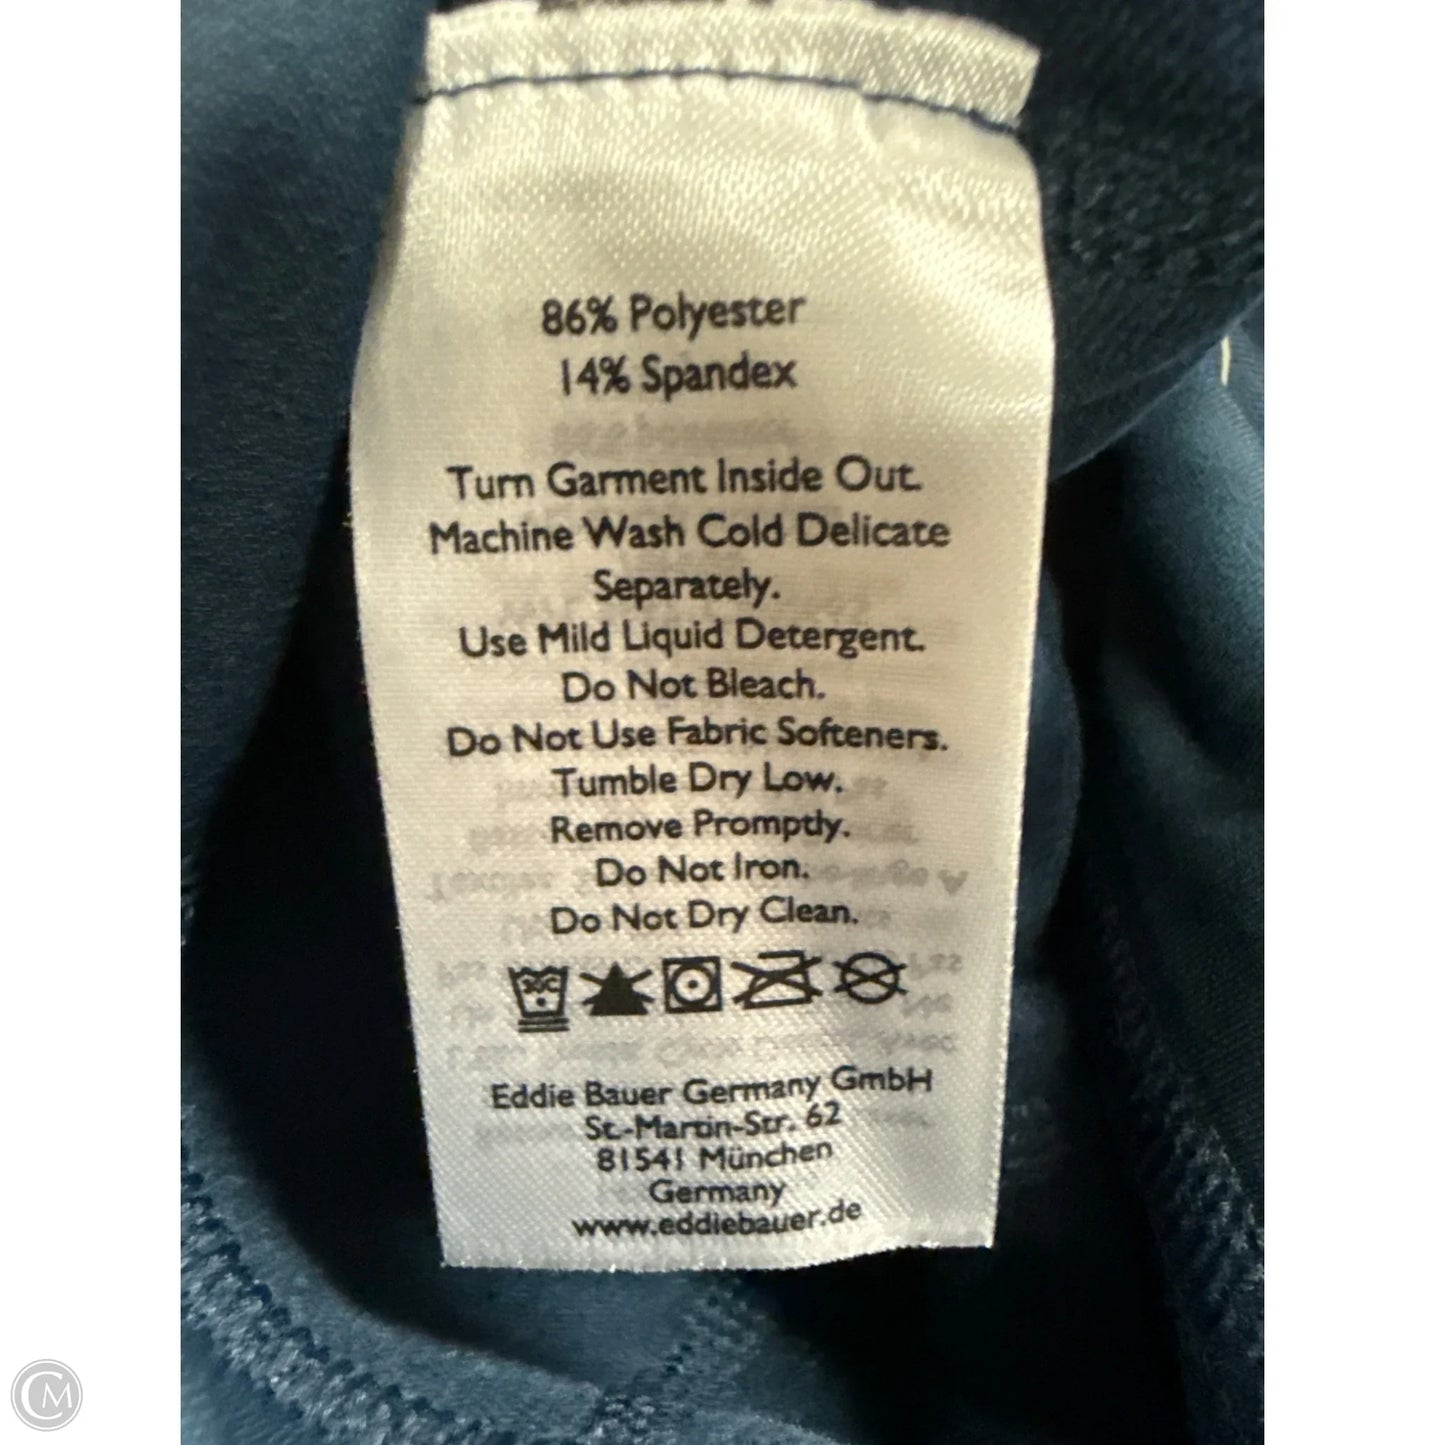 86% Polyester
14% Spandex
Turn Garment Inside Out.
Machine Wash Cold Delicate
Separately.
Use Mild Liquid Detergent.
Do Not Bleach.
Do Not Use Fabric Softeners.
Tumble Dry Low.
Remove Promptly.
Do Not Iron.
Do Not Dry Clean.
30°C
Eddie Bauer Germany GmbH
St.-Martin-Str. 62
81541 München
Germany
www.eddiebauer.de
CM